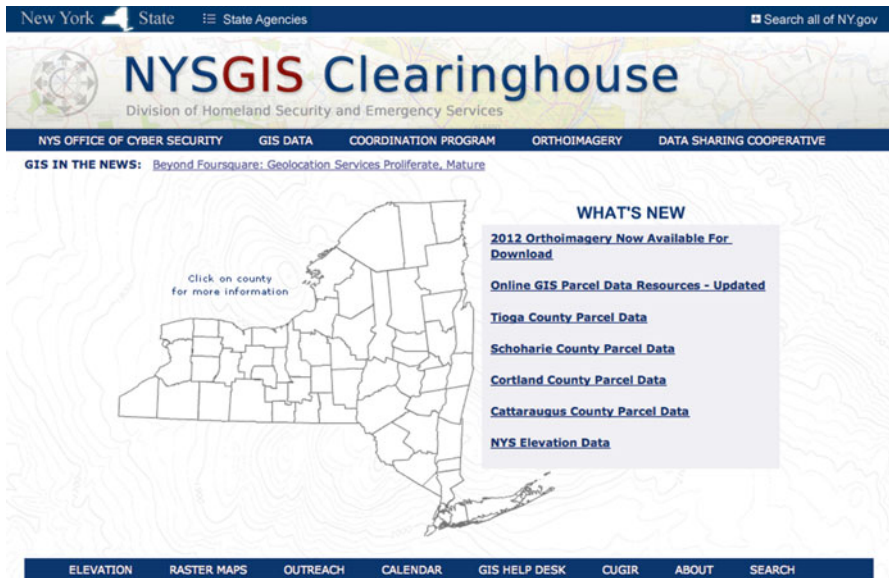 New York State
State Agencies
Search all of NY.gov
NYSGIS Clearinghouse
Division of Homeland Security and Emergency Services
NYS OFFICE OF CYBER SECURITY GIS DATA COORDINATION PROGRAM ORTHOIMAGERY DATA SHARING COOPERATIVE
GIS IN THE NEWS: Beyond Foursquare: Geolocation Services Proliferate, Mature
Click on county
for more information
WHAT'S NEW
2012 Orthoimagery Now Available For
Download
Online GIS Parcel Data Resources - Updated
Tioga County Parcel Data
Schoharie County Parcel Data
Cortland County Parcel Data
Cattaraugus County Parcel Data
NYS Elevation Data
ELEVATION RASTER MAPS OUTREACH CALENDAR GIS HELP DESK CUGIR ABOUT SEARCH